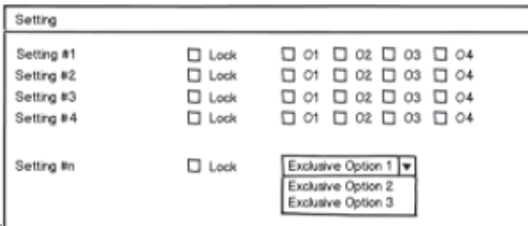 Setting
Setting #1 Lock O1 O2 O3 O4
Setting #2 Lock O1 O2 O3 O4
Setting #3 Lock O1 O2 O3 O4
Setting #4 Lock O1 O2 O3 O4
Setting #n Lock Exclusive Option 1
Exclusive Option 2
Exclusive Option 3